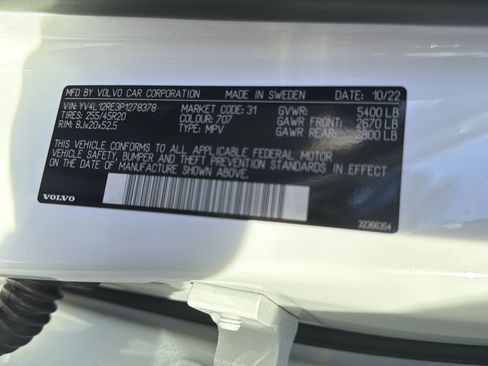 MFD BY VOLVO CAR CORPORATION MADE IN SWEDEN DATE: 10/22
VIN: YV4L12RE3P1278378 MARKET CODE: 31 GVWR: 5400 LB
TIRES: 255/45R20 COLOUR: 707 GAWR FRONT: 2670 LB
RIM: 8Jx20x52.5 TYPE: MPV GAWR REAR: 2800 LB
THIS VEHICLE CONFORMS TO ALL APPLICABLE FEDERAL MOTOR
VEHICLE SAFETY, BUMPER AND THEFT PREVENTION STANDARDS IN EFFECT
ON THE DATE OF MANUFACTURE SHOWN ABOVE.
VOLVO 32366354